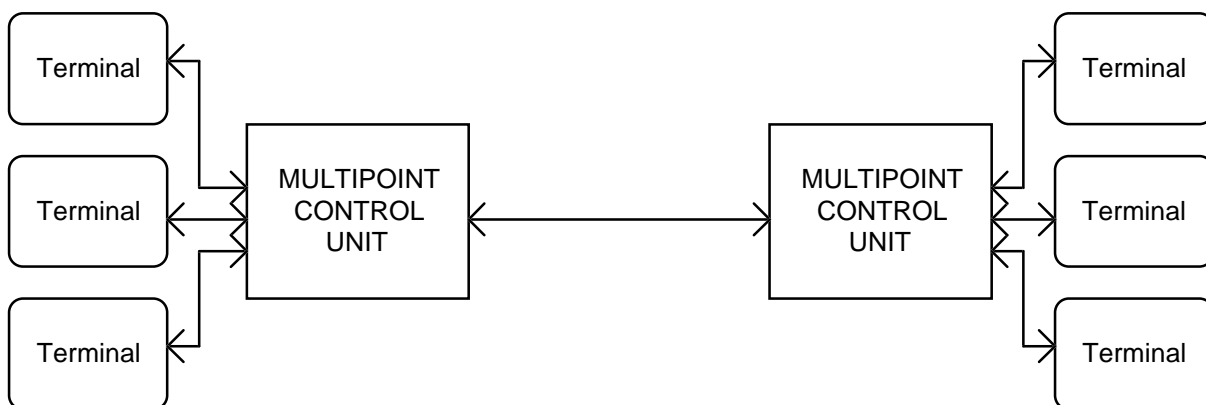 Terminal
Terminal
Terminal
MULTIPOINT
CONTROL
UNIT
MULTIPOINT
CONTROL
UNIT
Terminal
Terminal
Terminal